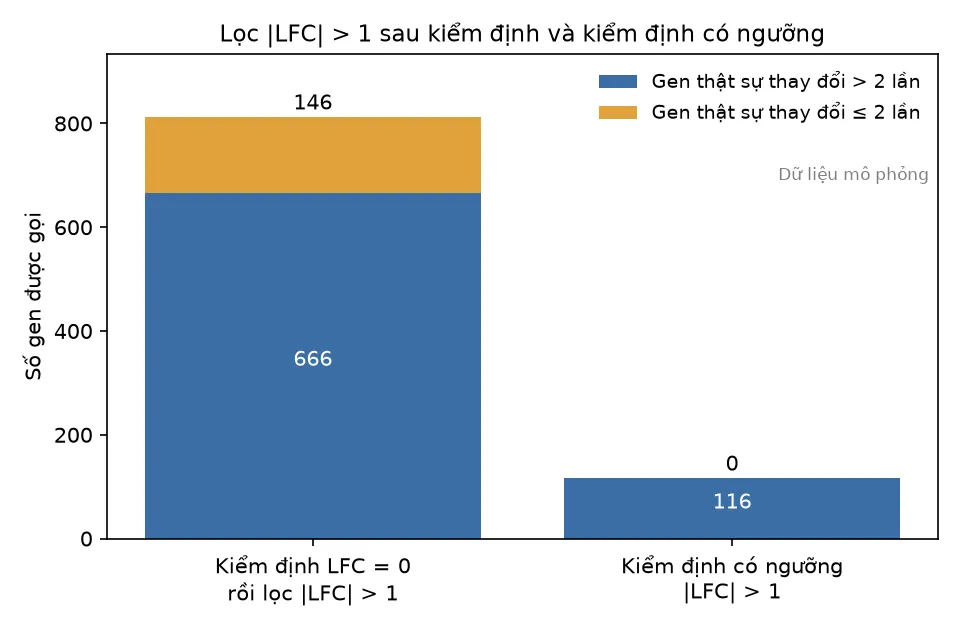 Lọc |LFC| > 1 sau kiểm định và kiểm định có ngưỡng
Gen thật sự thay đổi > 2 lần
Gen thật sự thay đổi ≤ 2 lần
Dữ liệu mô phỏng
Số gen được gọi
800
600
400
200
0
146
666
0
116
Kiểm định LFC = 0
rồi lọc |LFC| > 1
Kiểm định có ngưỡng
|LFC| > 1